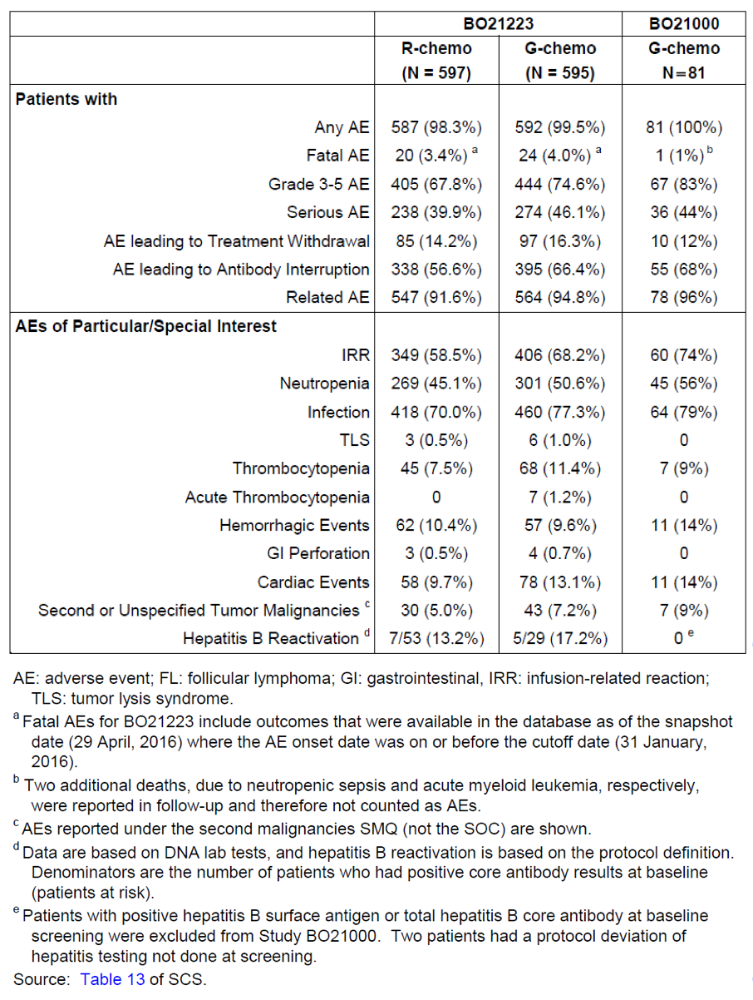 BO21223 BO21000
R-chemo G-chemo G-chemo
(N = 597) (N = 595) N=81
Patients with
Any AE 587 (98.3%) 592 (99.5%) 81 (100%)
Fatal AE 20 (3.4%) a 24 (4.0%) a 1 (1%) b
Grade 3-5 AE 405 (67.8%) 444 (74.6%) 67 (83%)
Serious AE 238 (39.9%) 274 (46.1%) 36 (44%)
AE leading to Treatment Withdrawal 85 (14.2%) 97 (16.3%) 10 (12%)
AE leading to Antibody Interruption 338 (56.6%) 395 (66.4%) 55 (68%)
Related AE 547 (91.6%) 564 (94.8%) 78 (96%)
AEs of Particular/Special Interest
IRR 349 (58.5%) 406 (68.2%) 60 (74%)
Neutropenia 269 (45.1%) 301 (50.6%) 45 (56%)
Infection 418 (70.0%) 460 (77.3%) 64 (79%)
TLS 3 (0.5%) 6 (1.0%) 0
Thrombocytopenia 45 (7.5%) 68 (11.4%) 7 (9%)
Acute Thrombocytopenia 0 7 (1.2%) 0
Hemorrhagic Events 62 (10.4%) 57 (9.6%) 11 (14%)
GI Perforation 3 (0.5%) 4 (0.7%) 0
Cardiac Events 58 (9.7%) 78 (13.1%) 11 (14%)
Second or Unspecified Tumor Malignancies c 30 (5.0%) 43 (7.2%) 7 (9%)
Hepatitis B Reactivation d 7/53 (13.2%) 5/29 (17.2%) 0 e
AE: adverse event; FL: follicular lymphoma; GI: gastrointestinal, IRR: infusion-related reaction;
TLS: tumor lysis syndrome.
a Fatal AEs for BO21223 include outcomes that were available in the database as of the snapshot
date (29 April, 2016) where the AE onset date was on or before the cutoff date (31 January,
2016).
b Two additional deaths, due to neutropenic sepsis and acute myeloid leukemia, respectively,
were reported in follow-up and therefore not counted as AEs.
c AEs reported under the second malignancies SMQ (not the SOC) are shown.
d Data are based on DNA lab tests, and hepatitis B reactivation is based on the protocol definition.
Denominators are the number of patients who had positive core antibody results at baseline
(patients at risk).
e Patients with positive hepatitis B surface antigen or total hepatitis B core antibody at baseline
screening were excluded from Study BO21000. Two patients had a protocol deviation of
hepatitis testing not done at screening.
Source: Table 13 of SCS.